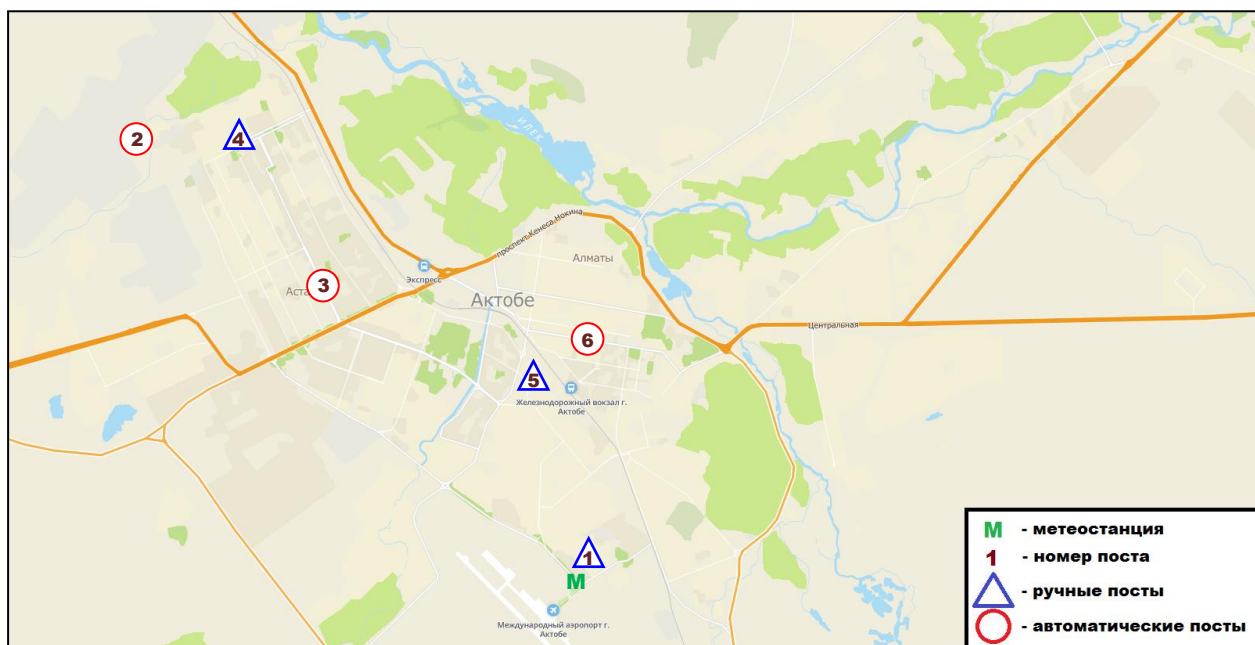 2
4
ИЛЕК
проспект Кенеса Нокина
Алматы
Экспресс
3
Аста
Актобе
Центральная
6
5
Железнодорожный вокзал г.
Актобе
1
М
Международный аэропорт г.
Актобе
М - метеостанция
1 - номер поста
- ручные посты
- автоматические посты